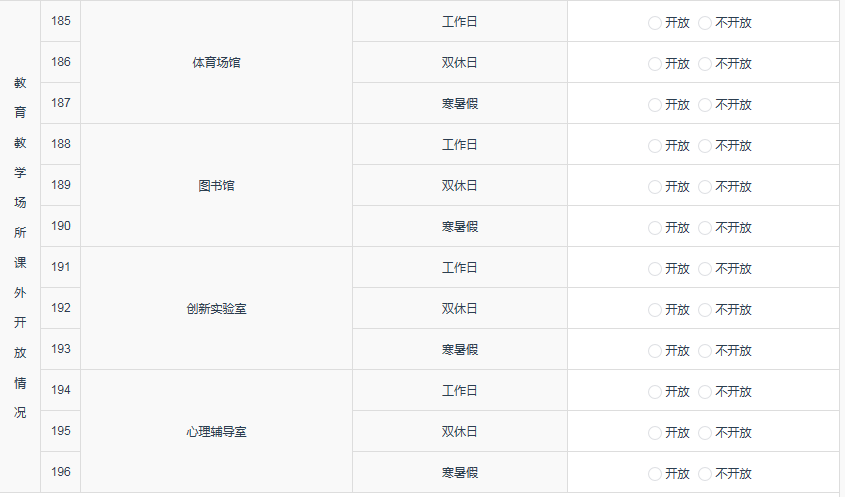 教育教学场所课外开放情况
185 体育场馆 工作日 开放 不开放
186 双休日 开放 不开放
187 寒暑假 开放 不开放
188 图书馆 工作日 开放 不开放
189 双休日 开放 不开放
190 寒暑假 开放 不开放
191 创新实验室 工作日 开放 不开放
192 双休日 开放 不开放
193 寒暑假 开放 不开放
194 心理辅导室 工作日 开放 不开放
195 双休日 开放 不开放
196 寒暑假 开放 不开放